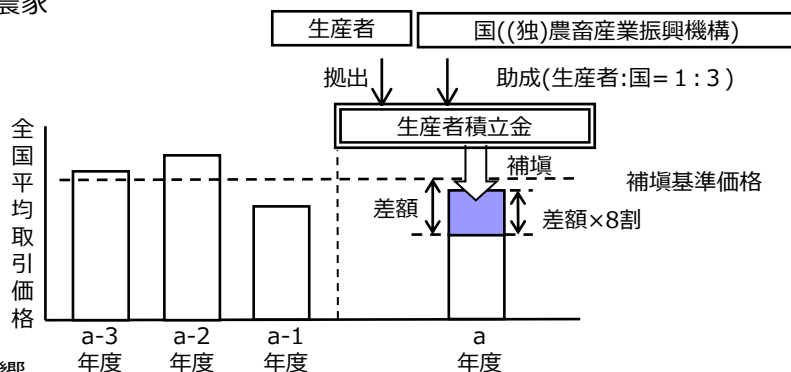 農家
生産者
国((独)農畜産業振興機構)
拠出
助成(生産者:国=1:3)
生産者積立金
全国平均取引価格
補塡
補塡基準価格
差額
差額×8割
a-3
年度
a-2
年度
a-1
年度
a
年度
郷